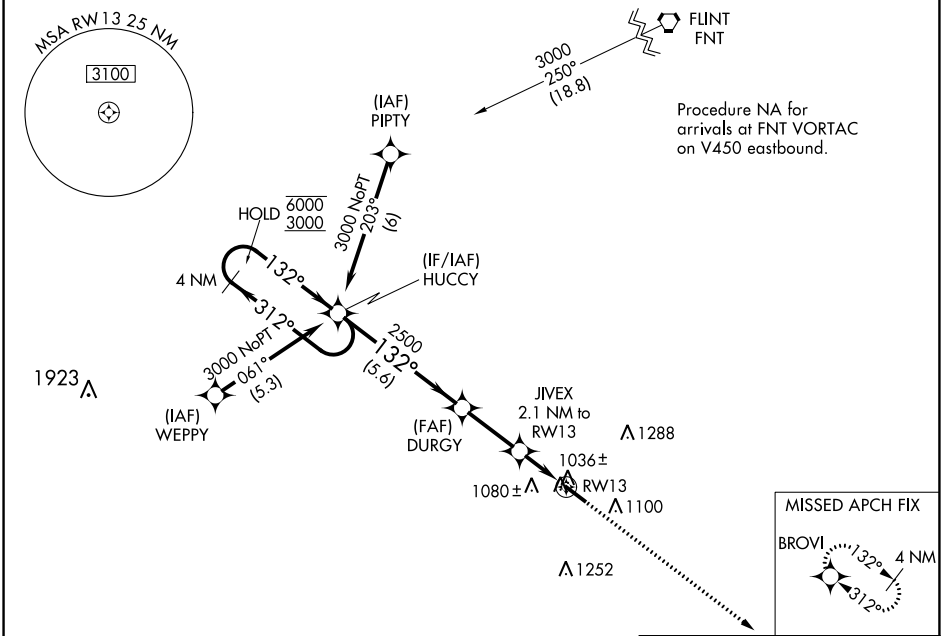 MSA RW13 25 NM
3100
FLINT
FNT
3000
250°
(18.8)
Procedure NA for
arrivals at FNT VORTAC
on V450 eastbound.
(IAF)
PIPTY
3000 NoPT
203°
(6)
HOLD
6000
3000
4 NM
132°
312°
(IF/IAF)
HUCCY
3000 NoPT
061°
(5.3)
2500
132°
(5.6)
1923
(IAF)
WEPPY
(FAF)
DURGY
JIVEX
2.1 NM to
RW13
1288
1036±
1080±
RW13
1100
1252
MISSED APCH FIX
BROVI
132°
4 NM
312°